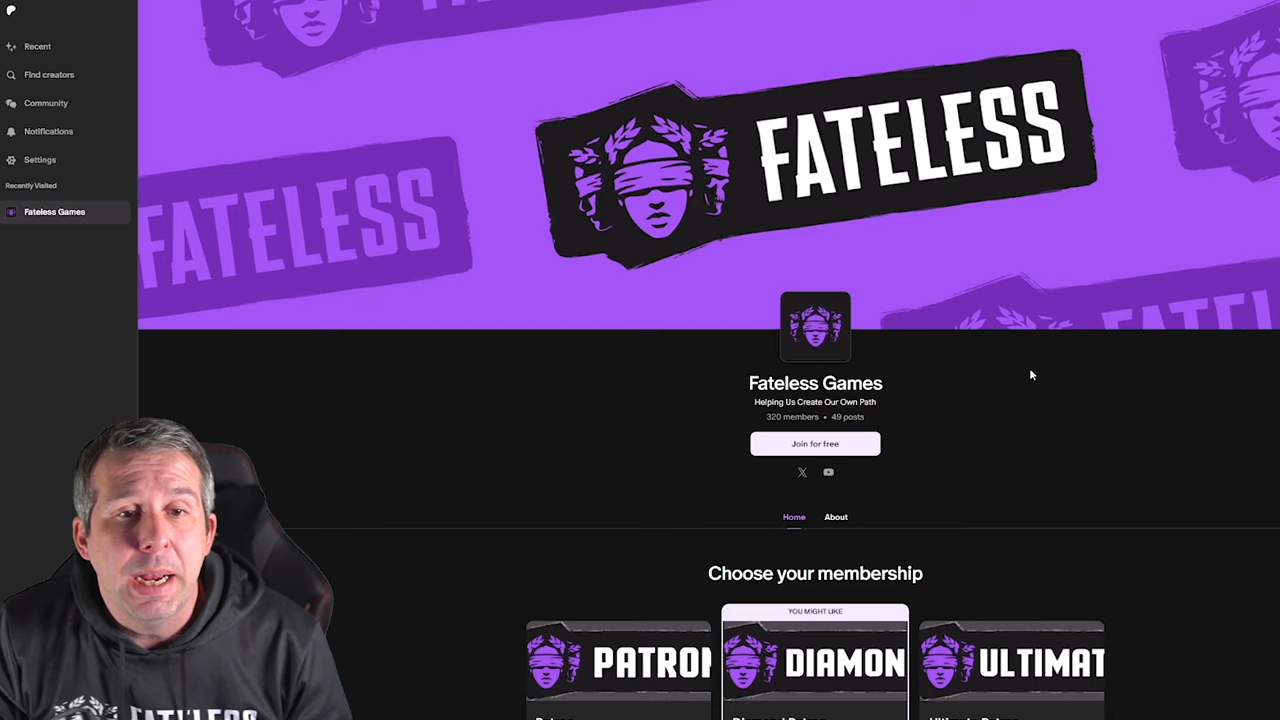 Recent
Find creators
Community
Notifications
Settings
Recently Visited
Fateless Games
FATELESS
FATELESS
Fateless Games
Helping Us Create Our Own Path
320 members • 49 posts
Join for free
Home
About
Choose your membership
YOU MIGHT LIKE
PATRON
DIAMON
ULTIMAT
FATELESS